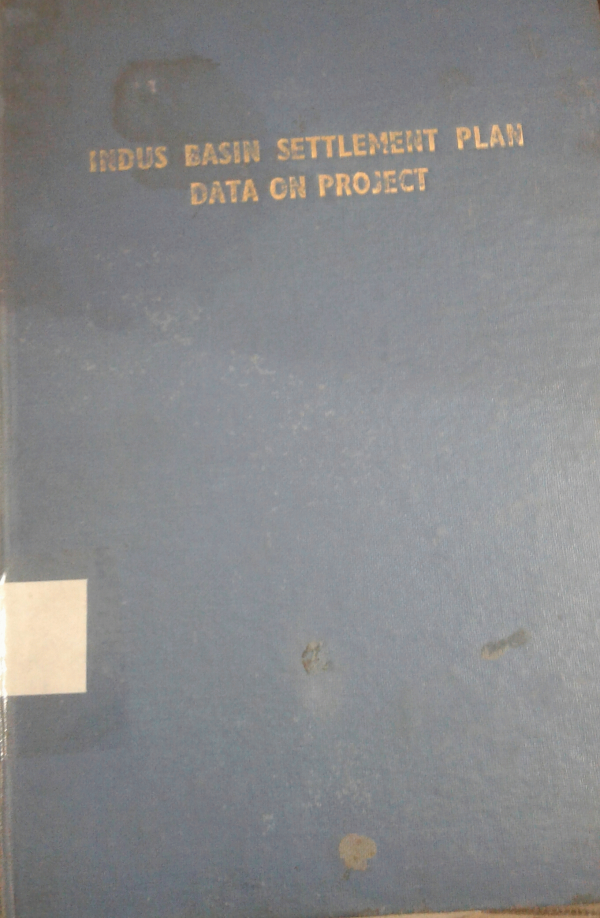 INDUS BASIN SETTLEMENT PLAN
DATA ON PROJECT